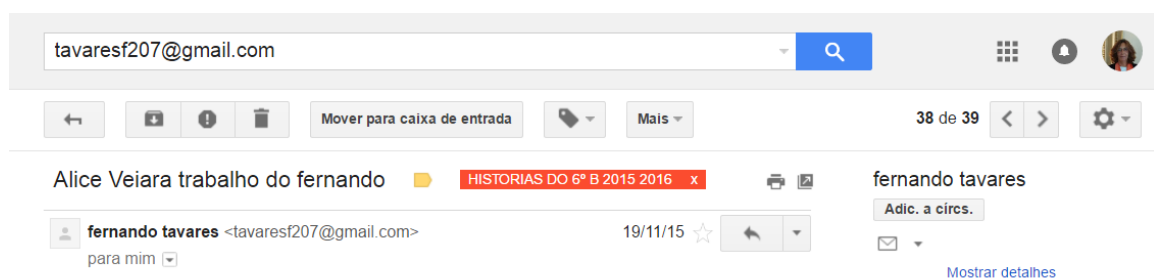 tavaresf207@gmail.com
Mover para caixa de entrada Mais 38 de 39
Alice Veiara trabalho do fernando HISTORIAS DO 6º B 2015 2016 x fernando tavares
Adic. a círcs.
fernando tavares <tavaresf207@gmail.com> 19/11/15
para mim
Mostrar detalhes